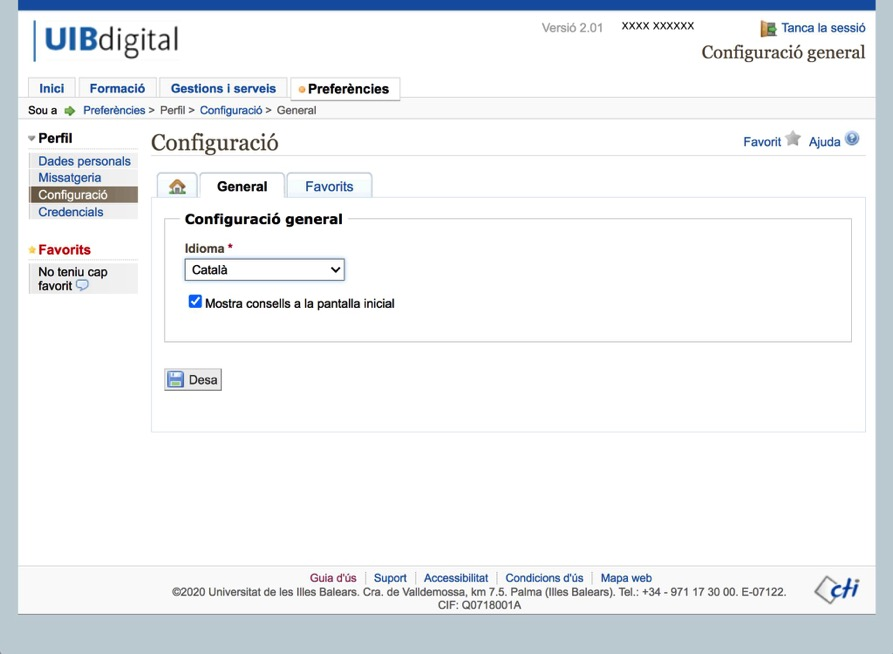 UIBdigital
Versió 2.01 XXXX XXXXXX Tanca la sessió
Configuració general
Inici Formació Gestions i serveis Preferències
Sou a Preferències > Perfil > Configuració > General
Perfil
Dades personals
Missatgeria
Configuració
Credencials
Favorits
No teniu cap
favorit
Configuració
Favorit Ajuda
General Favorits
Configuració general
Idioma *
Català
Mostra consells a la pantalla inicial
Desa
Guia d'ús Suport Accessibilitat Condicions d'ús Mapa web
©2020 Universitat de les Illes Balears. Cra. de Valldemossa, km 7.5. Palma (Illes Balears). Tel.: +34 - 971 17 30 00. E-07122.
CIF: Q0718001A
cti